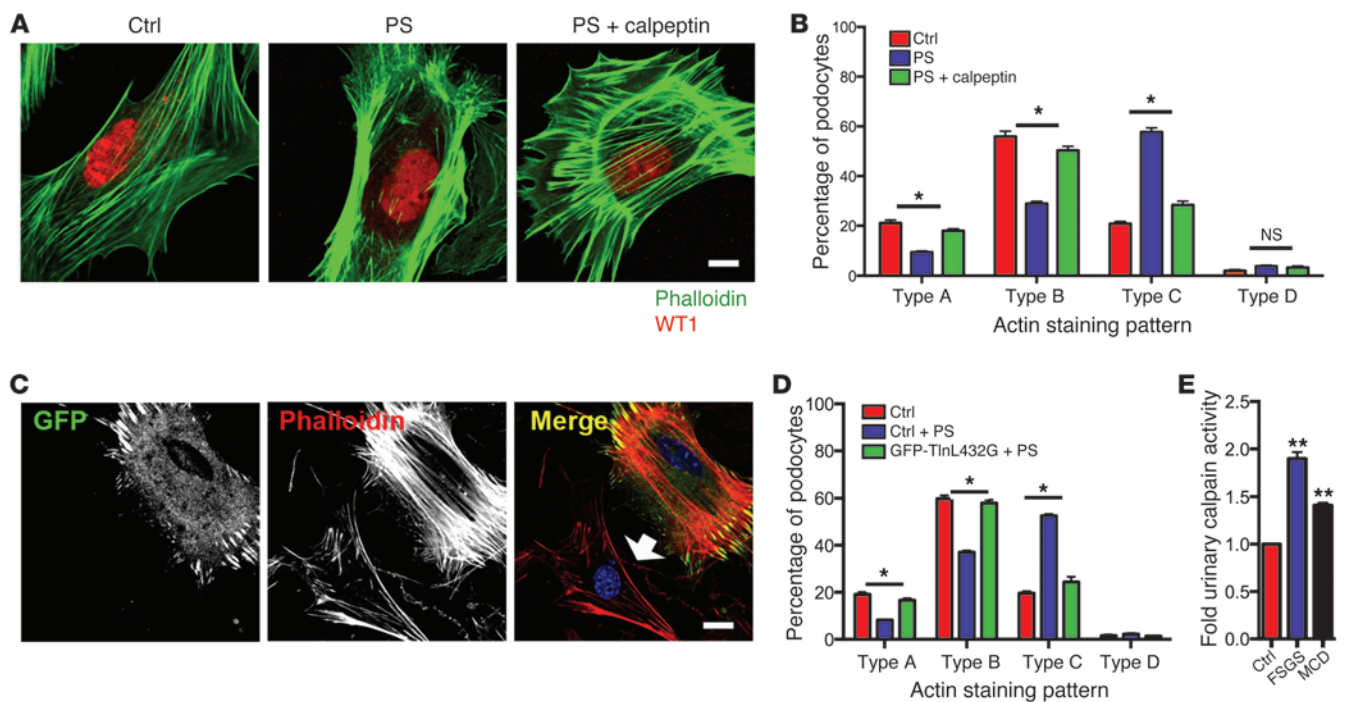 A
Ctrl
PS
PS + calpeptin
Phalloidin
WT1
B
Percentage of podocytes
100
80
60
40
20
0
Ctrl
PS
PS + calpeptin
*
*
*
NS
Type A
Type B
Type C
Type D
Actin staining pattern
C
GFP
Phalloidin
Merge
D
Percentage of podocytes
100
80
60
40
20
0
Ctrl
Ctrl + PS
GFP-TlnL432G + PS
*
*
*
Type A
Type B
Type C
Type D
Actin staining pattern
E
Fold urinary calpain activity
2.5
2.0
1.5
1.0
0.5
0.0
**
**
Ctrl
FSGS
MCD